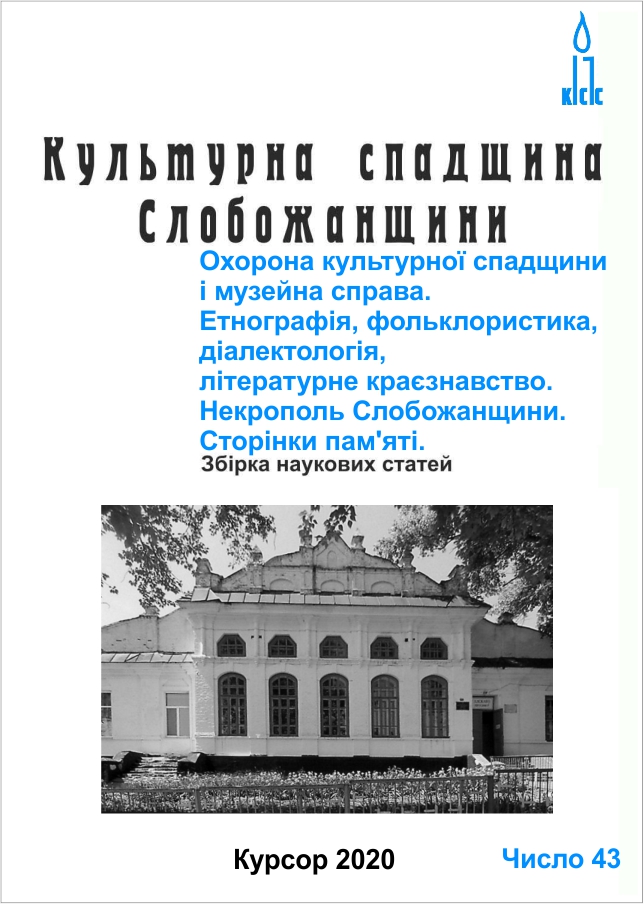 КСС
Культурна спадщина
Слобожанщини
Охорона культурної спадщини
і музейна справа.
Етнографія, фольклористика,
діалектологія,
літературне краєзнавство.
Некрополь Слобожанщини.
Сторінки пам'яті.
Збірка наукових статей
Курсор 2020
Число 43